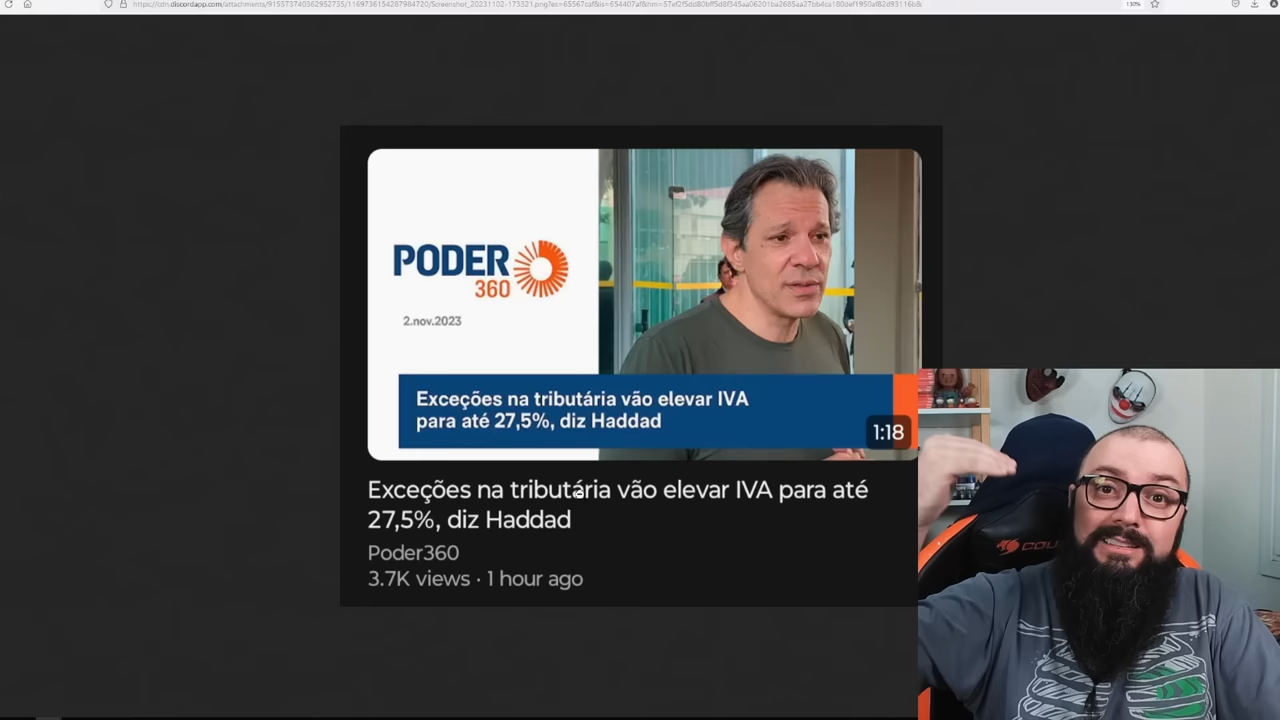 130%
PODER
360
2.nov.2023
Exceções na tributária vão elevar IVA
para até 27,5%, diz Haddad
1:18
Exceções na tributária vão elevar IVA para até
27,5%, diz Haddad
Poder360
3.7K views · 1 hour ago